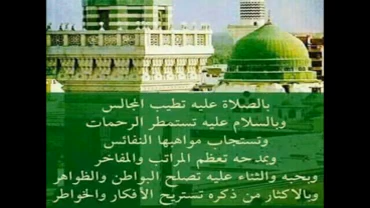 بالصلاة عليه تطيب المجالس
وبالسلام عليه تستمطر الرحمات
وتستجاب مواهبها النفائس
وبمدحه تعظم المراتب والمفاخر
وبحبه والثناء عليه تصلح البواطن والظواهر
وبالاكثار من ذكره تستريح الأفكار والخواطر